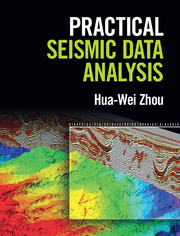 PRACTICAL
SEISMIC DATA
ANALYSIS
Hua-Wei Zhou